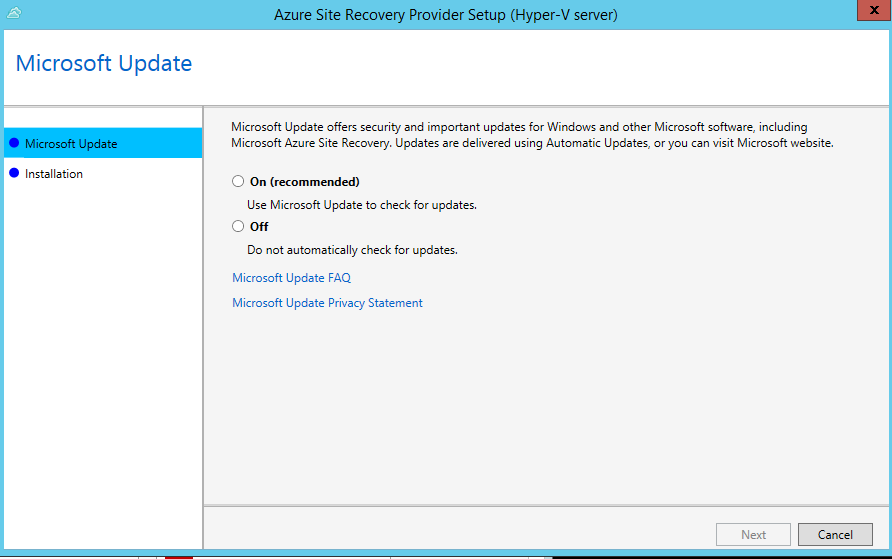 Azure Site Recovery Provider Setup (Hyper-V server)
x
Microsoft Update
Microsoft Update
Installation
Microsoft Update offers security and important updates for Windows and other Microsoft software, including
Microsoft Azure Site Recovery. Updates are delivered using Automatic Updates, or you can visit Microsoft website.
On (recommended)
Use Microsoft Update to check for updates.
Off
Do not automatically check for updates.
Microsoft Update FAQ
Microsoft Update Privacy Statement
Next
Cancel